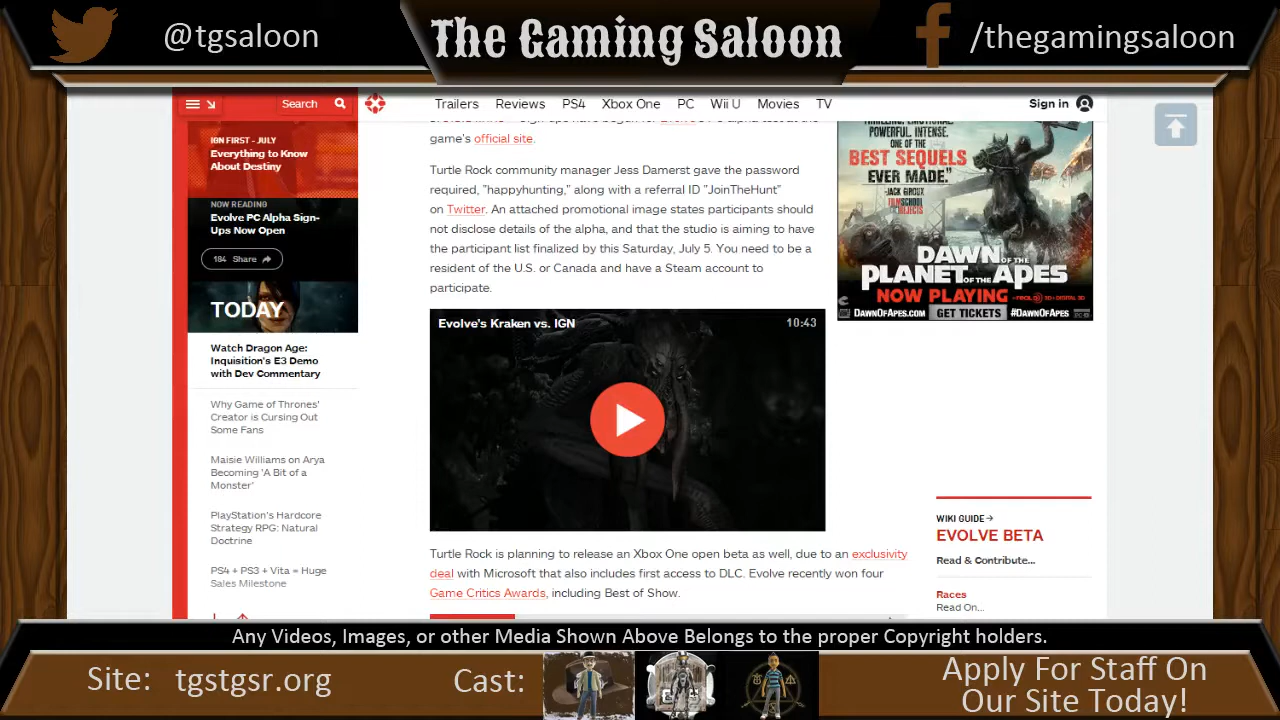 @tgsaloon
The Gaming Saloon
/thegamingsaloon
Search
Trailers Reviews PS4 Xbox One PC Wii U Movies TV
Sign in
IGN FIRST - JULY
Everything to Know
About Destiny
NOW READING
Evolve PC Alpha Sign-
Ups Now Open
184 Share
TODAY
Watch Dragon Age:
Inquisition's E3 Demo
with Dev Commentary
Why Game of Thrones'
Creator is Cursing Out
Some Fans
Maisie Williams on Arya
Becoming 'A Bit of a
Monster'
PlayStation's Hardcore
Strategy RPG: Natural
Doctrine
PS4 + PS3 + Vita = Huge
Sales Milestone
game's official site.
Turtle Rock community manager Jess Damerst gave the password
required, "happyhunting," along with a referral ID "JoinTheHunt"
on Twitter. An attached promotional image states participants should
not disclose details of the alpha, and that the studio is aiming to have
the participant list finalized by this Saturday, July 5. You need to be a
resident of the U.S. or Canada and have a Steam account to
participate.
Evolve's Kraken vs. IGN
10:43
Turtle Rock is planning to release an Xbox One open beta as well, due to an exclusivity
deal with Microsoft that also includes first access to DLC. Evolve recently won four
Game Critics Awards, including Best of Show.
POWERFUL, INTENSE.
ONE OF THE
BEST SEQUELS
EVER MADE."
-JACK GIROUX
FILM SCHOOL
REJECTS
DAWN
OF THE
PLANET OF THE APES
NOW PLAYING
DAWNOFAPES.COM GET TICKETS #DAWNOFAPES
WIKI GUIDE
EVOLVE BETA
Read & Contribute...
Races
Read On...
Any Videos, Images, or other Media Shown Above Belongs to the proper Copyright holders.
Site: tgstgsr.org
Cast:
Apply For Staff On
Our Site Today!